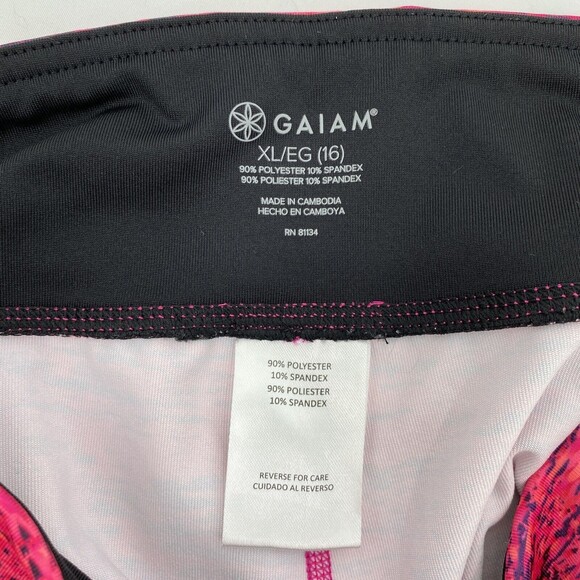 GAIAM®
XL/EG (16)
90% POLYESTER 10% SPANDEX
90% POLIESTER 10% SPANDEX
MADE IN CAMBODIA
HECHO EN CAMBOYA
RN 81134
90% POLYESTER
10% SPANDEX
90% POLIESTER
10% SPANDEX
REVERSE FOR CARE
CUIDADO AL REVERSO